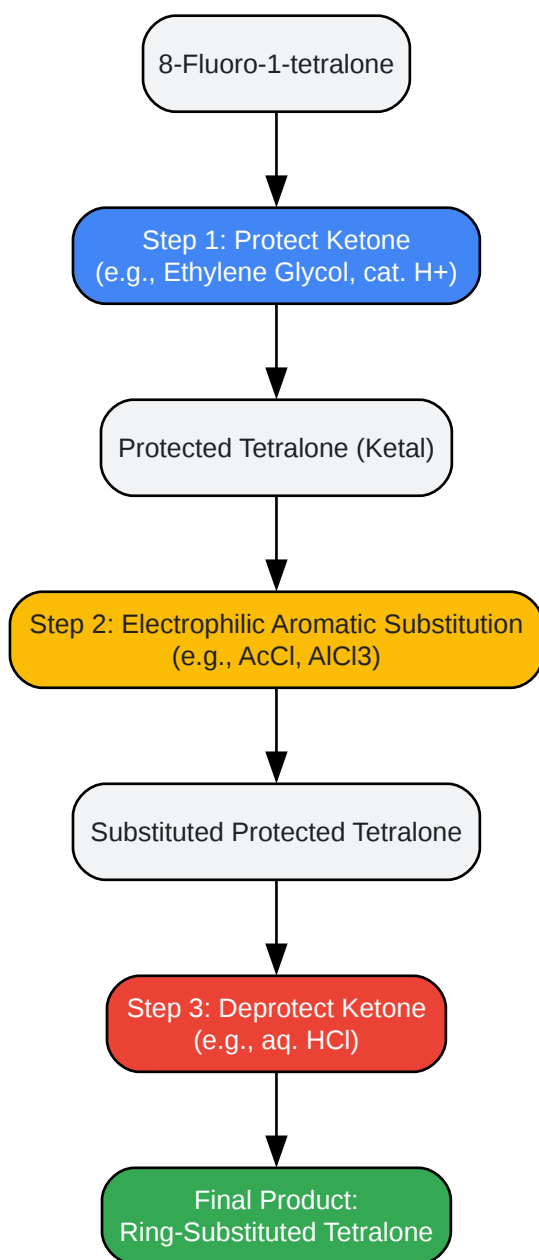 8-Fluoro-1-tetralone
Step 1: Protect Ketone
(e.g., Ethylene Glycol, cat. H+)
Protected Tetralone (Ketal)
Step 2: Electrophilic Aromatic Substitution
(e.g., AcCl, AlCl3)
Substituted Protected Tetralone
Step 3: Deprotect Ketone
(e.g., aq. HCl)
Final Product:
Ring-Substituted Tetralone